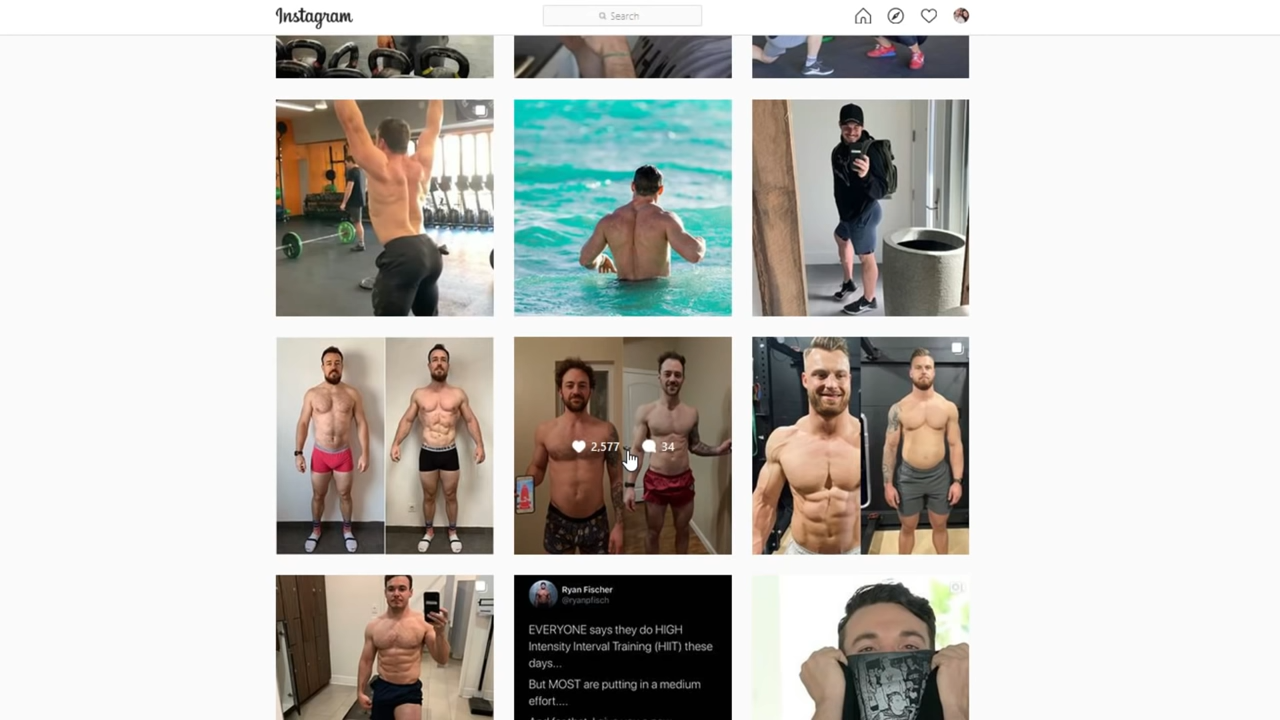 Instagram
Search
2,577
34
Ryan Fischer
@ryanpfisch
EVERYONE says they do HIGH
Intensity Interval Training (HIIT) these
days...
But MOST are putting in a medium
effort....